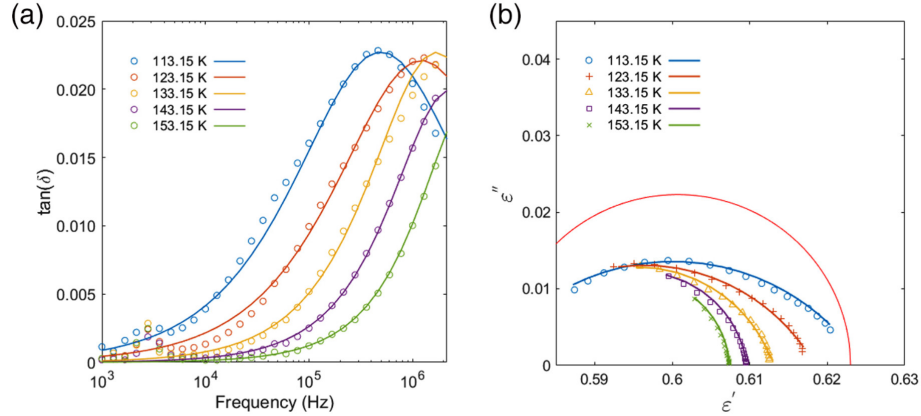 (a)
0.025
0.020
0.015
0.010
0.005
0
tan(δ)
113.15 K
123.15 K
133.15 K
143.15 K
153.15 K
10³
10⁴
10⁵
10⁶
Frequency (Hz)
(b)
0.04
0.03
0.02
0.01
0
ε″
113.15 K
123.15 K
133.15 K
143.15 K
153.15 K
0.59
0.6
0.61
0.62
0.63
ε′